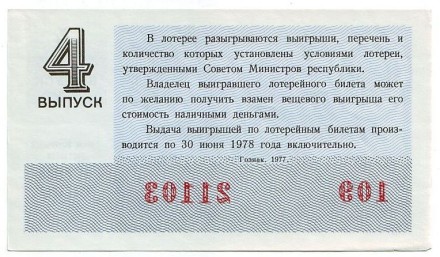 4
ВЫПУСК
В лотерее разыгрываются выигрыши, перечень и
количество которых установлены условиями лотереи,
утвержденными Советом Министров республики.
Владелец выигравшего лотерейного билета может
по желанию получить взамен вещевого выигрыша его
стоимость наличными деньгами.
Выдача выигрышей по лотерейным билетам произ-
водится по 30 июня 1978 года включительно.
Гознак. 1977.
109 21103